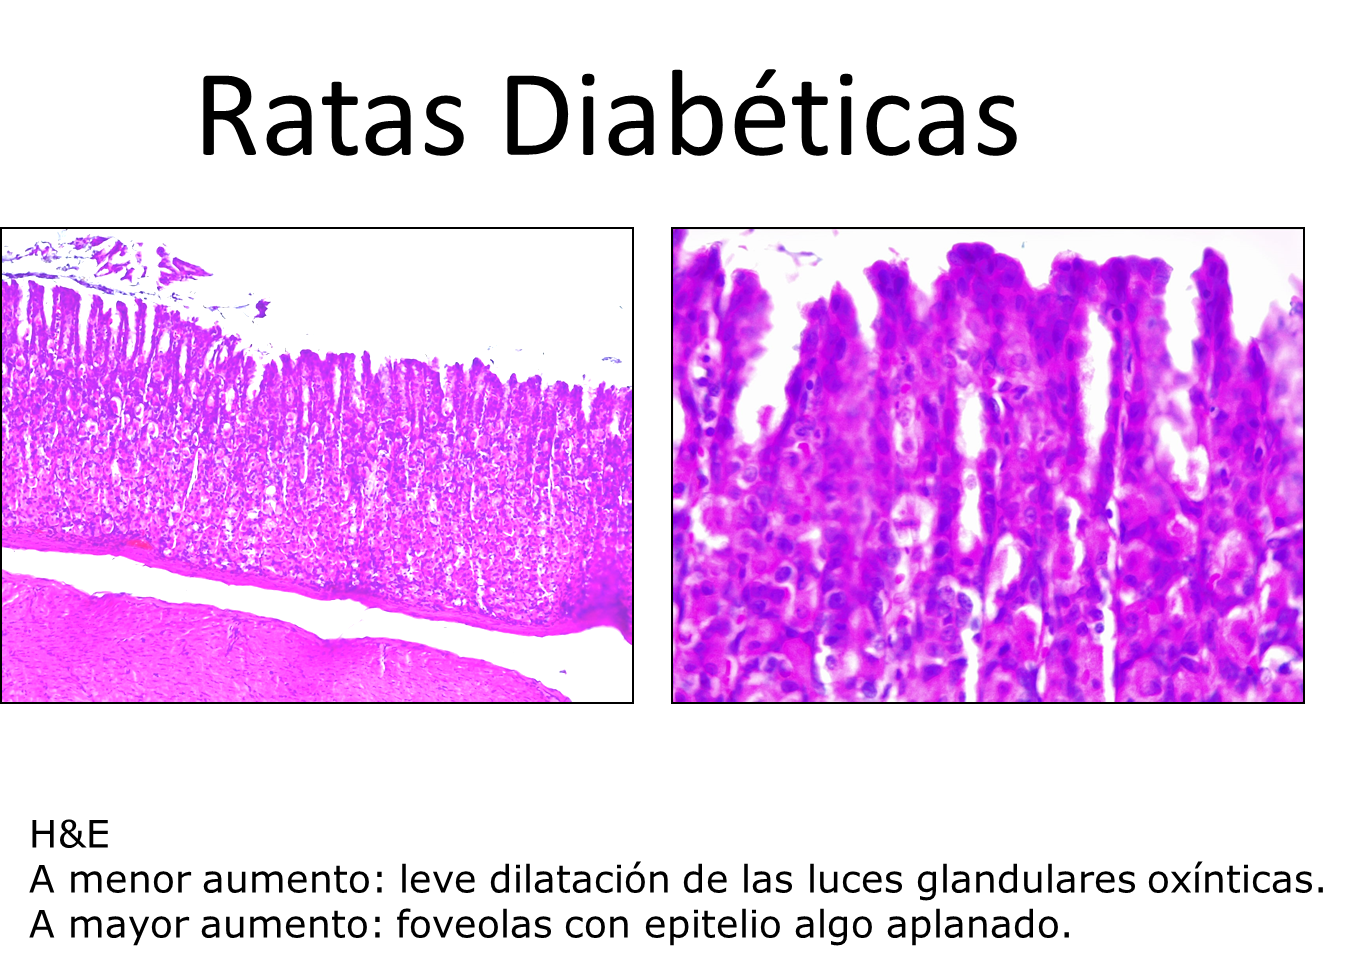 Ratas Diabéticas
H&E
A menor aumento: leve dilatación de las luces glandulares oxínticas.
A mayor aumento: foveolas con epitelio algo aplanado.